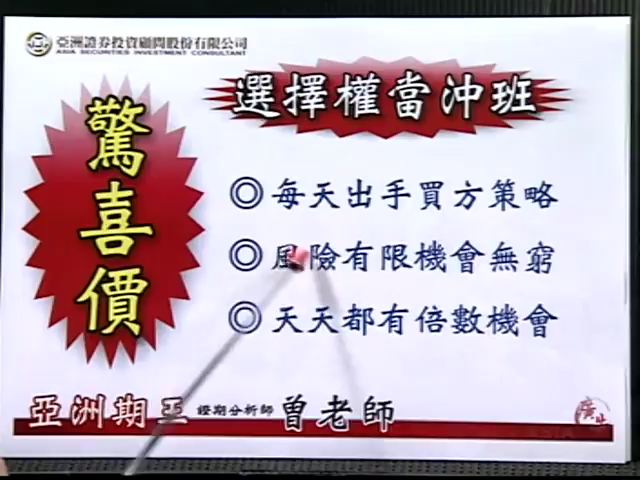 亞洲證券投資顧問股份有限公司
ASIA SECURITIES INVESTMENT CONSULTANT
驚喜價
選擇權當沖班
◎每天出手買方策略
◎風險有限機會無窮
◎天天都有倍數機會
亞洲期王 證期分析師 曾老師
廣告